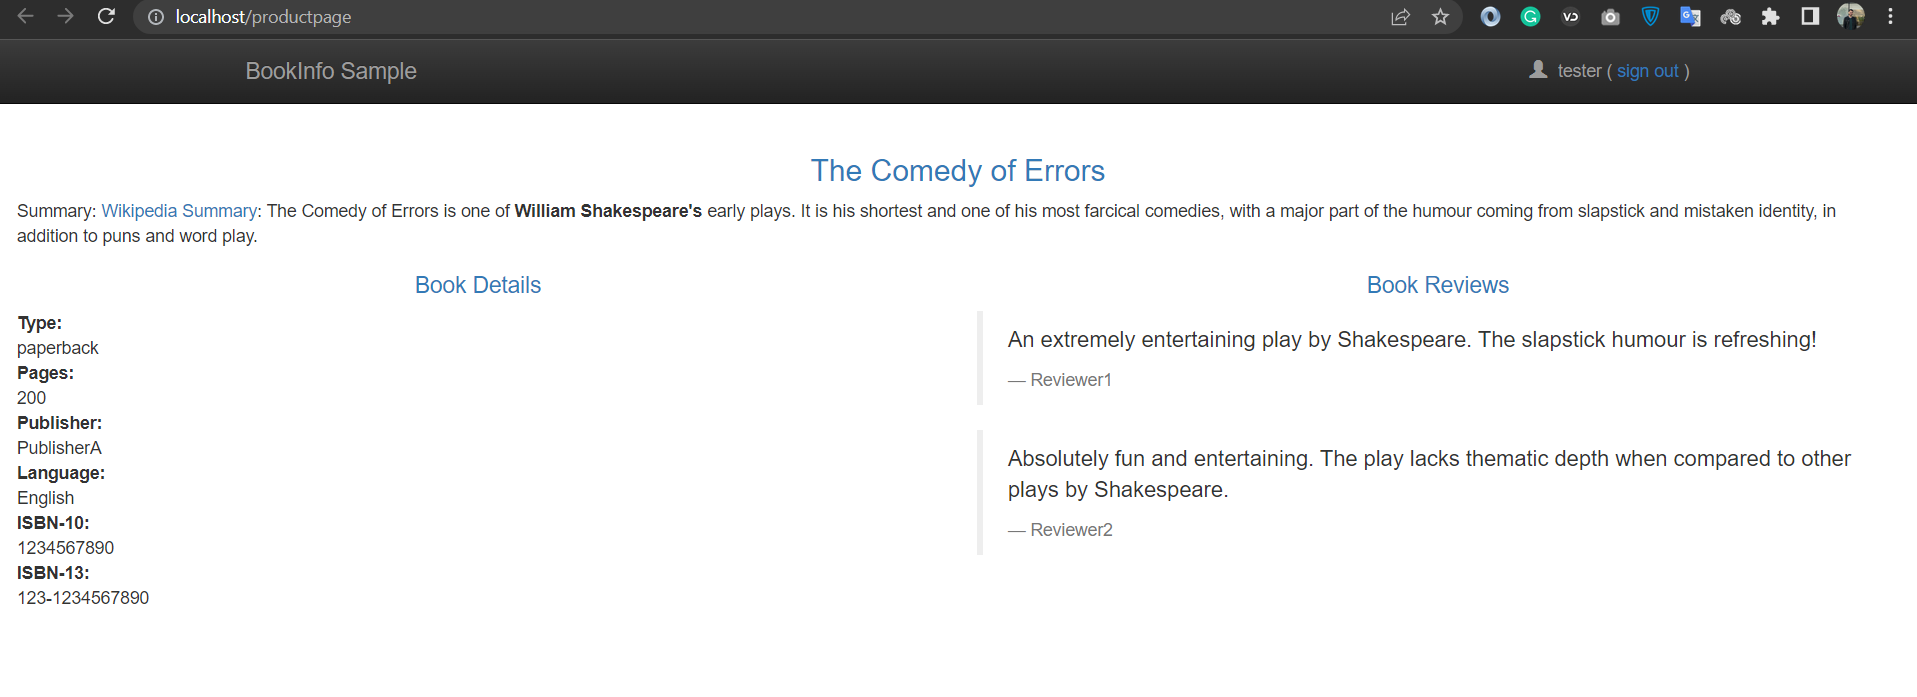 localhost/productpage
BookInfo Sample
tester ( sign out )
The Comedy of Errors
Summary: Wikipedia Summary: The Comedy of Errors is one of William Shakespeare's early plays. It is his shortest and one of his most farcical comedies, with a major part of the humour coming from slapstick and mistaken identity, in
addition to puns and word play.
Book Details
Type:
paperback
Pages:
200
Publisher:
PublisherA
Language:
English
ISBN-10:
1234567890
ISBN-13:
123-1234567890
Book Reviews
An extremely entertaining play by Shakespeare. The slapstick humour is refreshing!
— Reviewer1
Absolutely fun and entertaining. The play lacks thematic depth when compared to other
plays by Shakespeare.
— Reviewer2